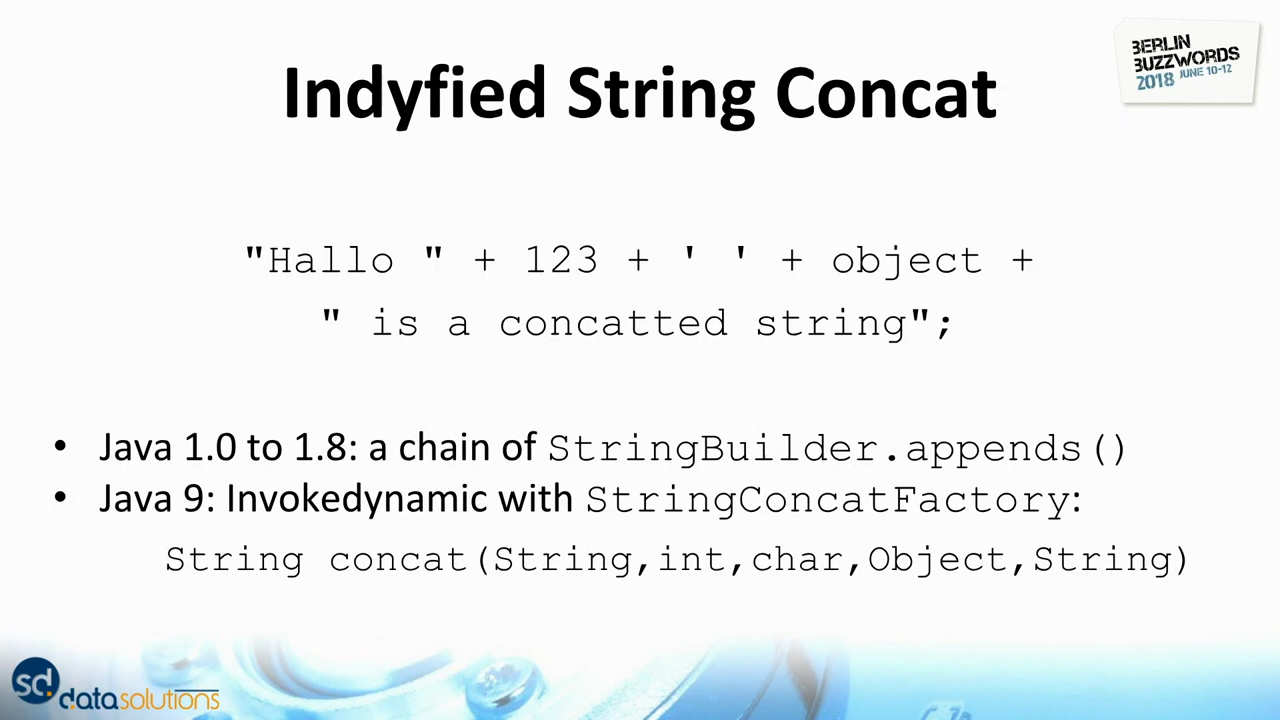 BERLIN
BUZZWORDS
2018 JUNE 10-12
Indyfied String Concat
"Hallo " + 123 + ' ' + object +
" is a concatted string";
• Java 1.0 to 1.8: a chain of StringBuilder.appends()
• Java 9: Invokedynamic with StringConcatFactory:
String concat(String,int,char,Object,String)
sd.
datasolutions